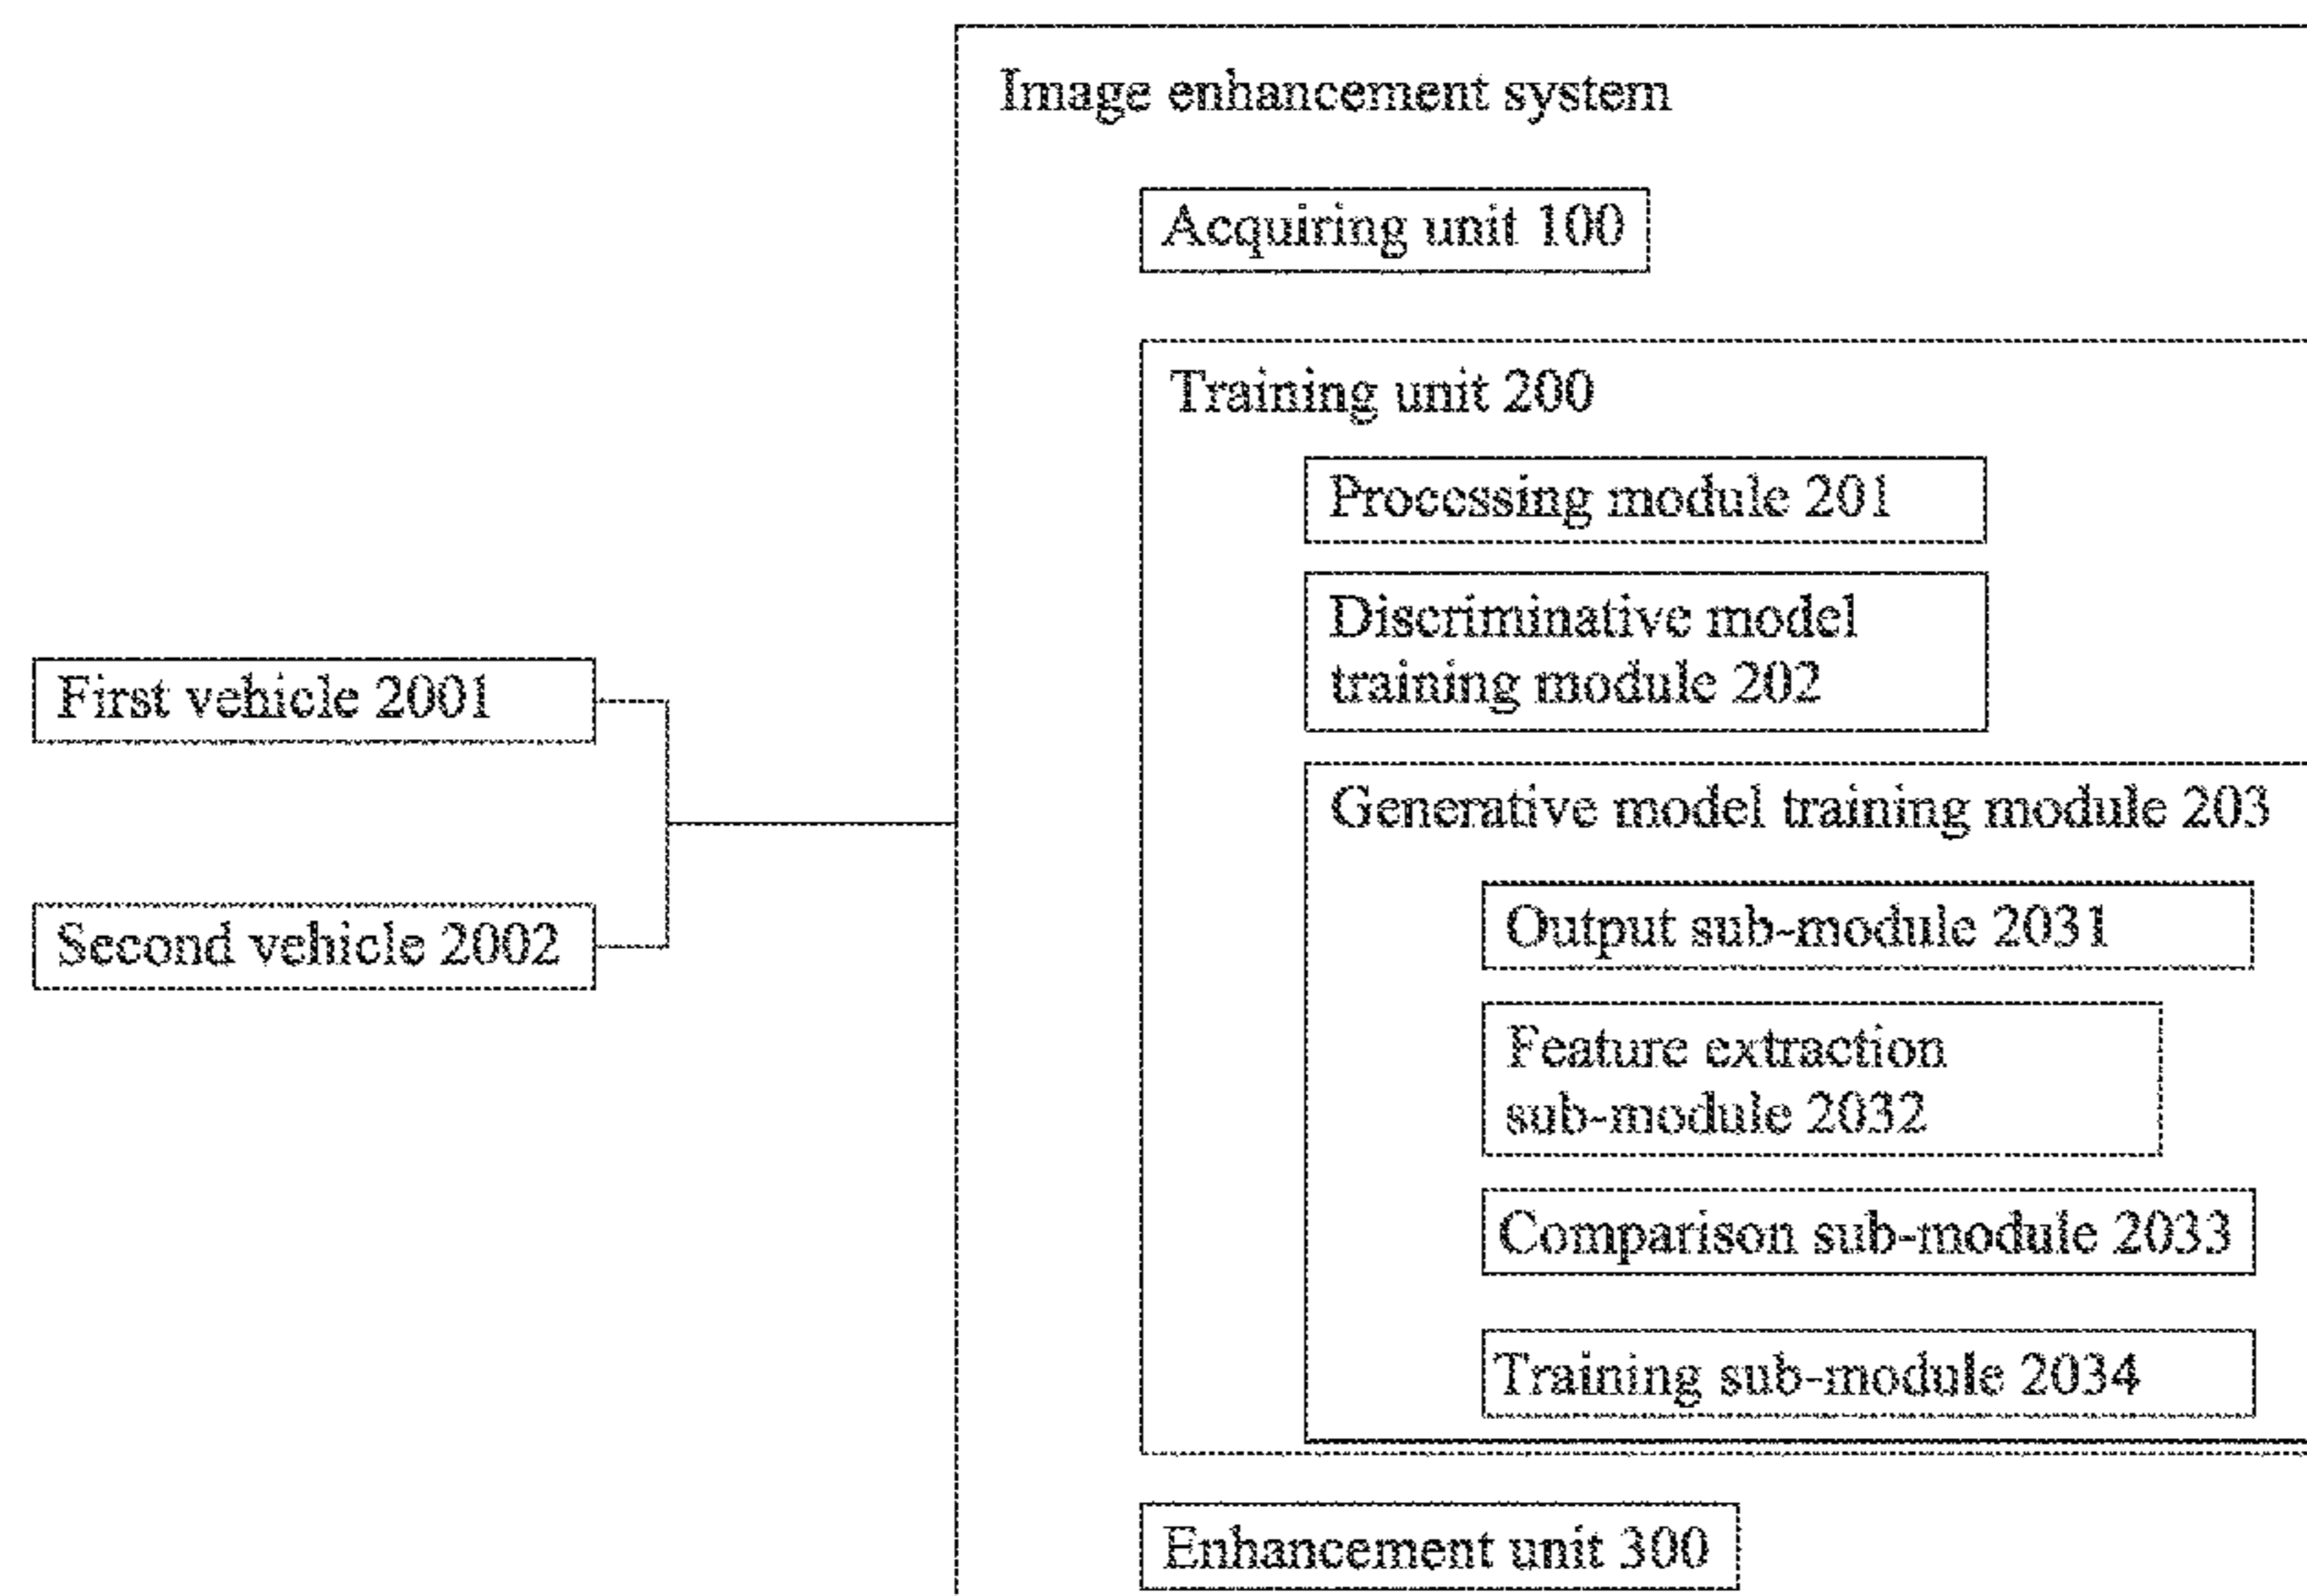 Image enhancement system
Acquiring unit 100
Training unit 200
Processing module 201
Discriminative model
training module 202
First vehicle 2001
Generative model training module 203
Output sub-module 2031
Second vehicle 2002
Feature extraction
sub-module 2032
Comparison sub-module 2033
Training sub-module 2034
Enhancement unit 300